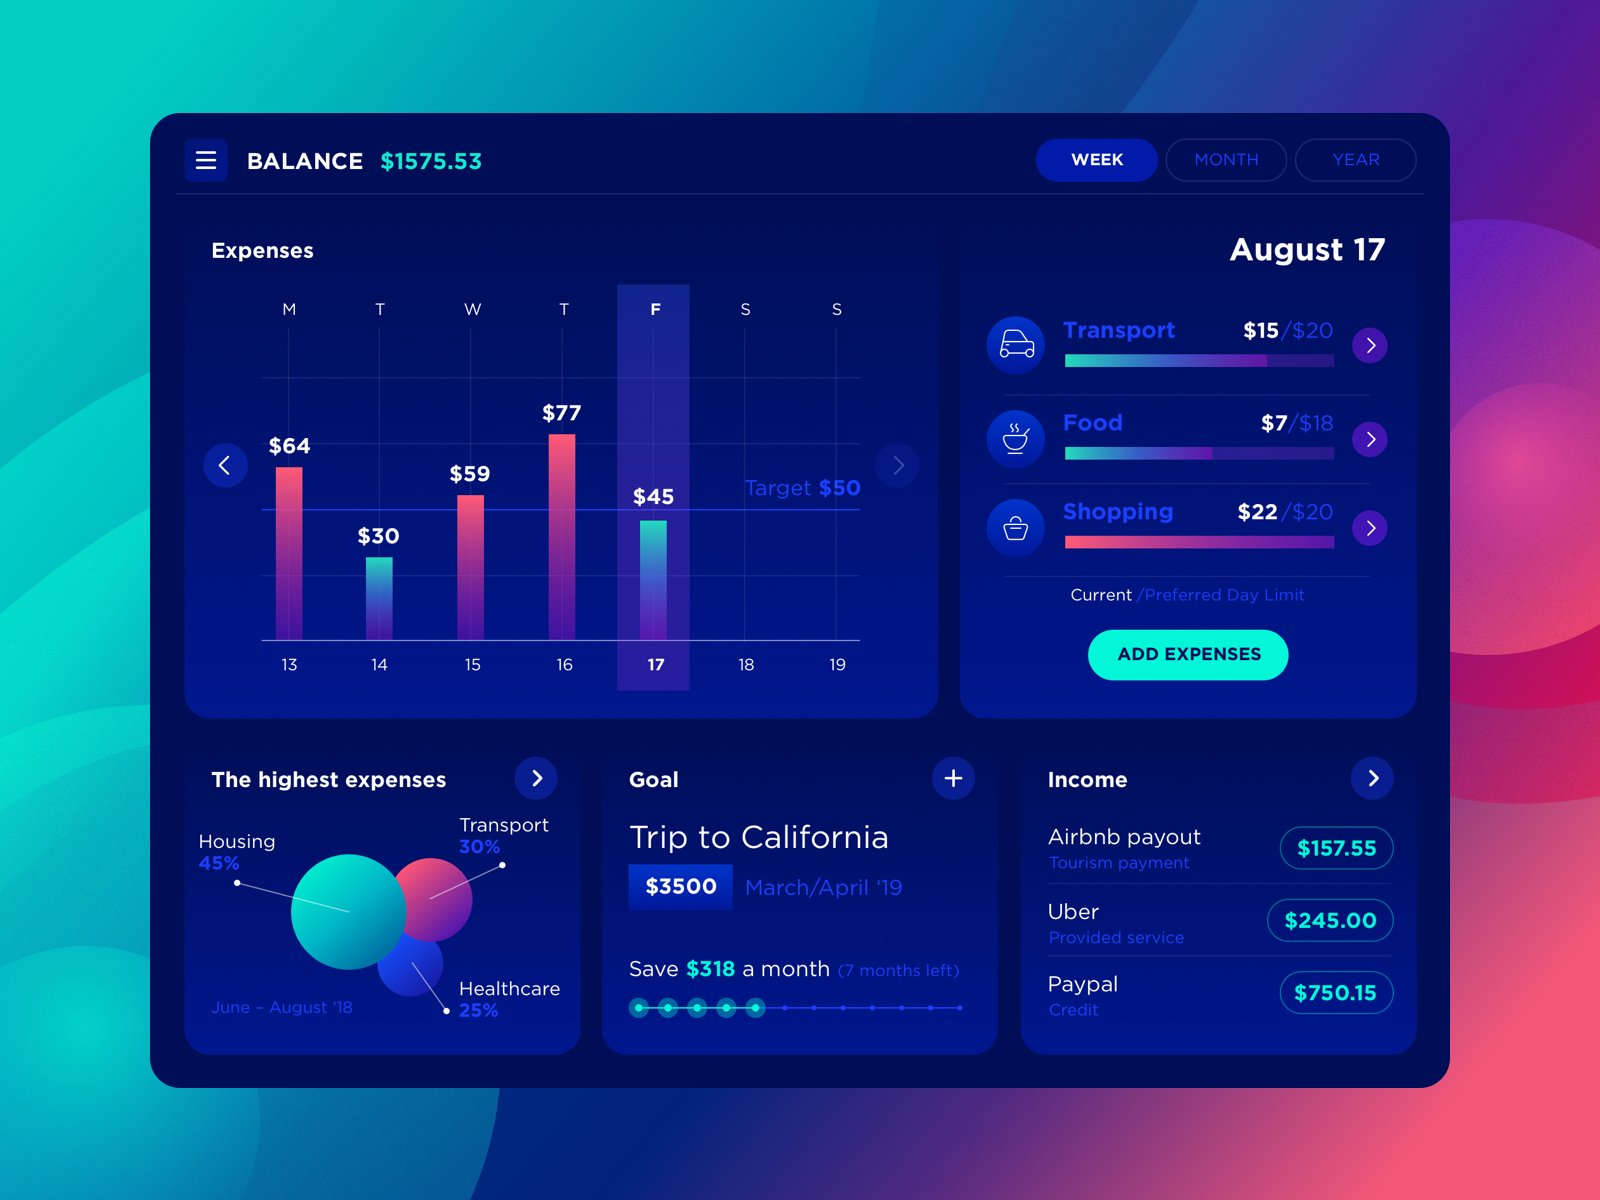 BALANCE $1575.53
WEEK
MONTH
YEAR
Expenses
M T W T F S S
$64
$30
$59
$77
$45
Target $50
13 14 15 16 17 18 19
August 17
Transport $15/$20
Food $7/$18
Shopping $22/$20
Current /Preferred Day Limit
ADD EXPENSES
The highest expenses
Housing
45%
Transport
30%
Healthcare
25%
June – August ‘18
Goal
Trip to California
$3500 March/April ‘19
Save $318 a month (7 months left)
Income
Airbnb payout
Tourism payment
$157.55
Uber
Provided service
$245.00
Paypal
Credit
$750.15